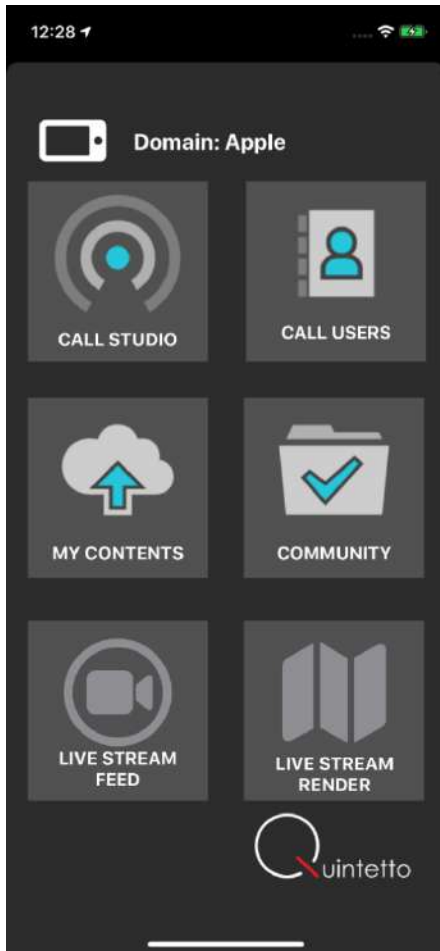 12:28
Domain: Apple
CALL STUDIO
CALL USERS
MY CONTENTS
COMMUNITY
LIVE STREAM
FEED
LIVE STREAM
RENDER
Quintetto